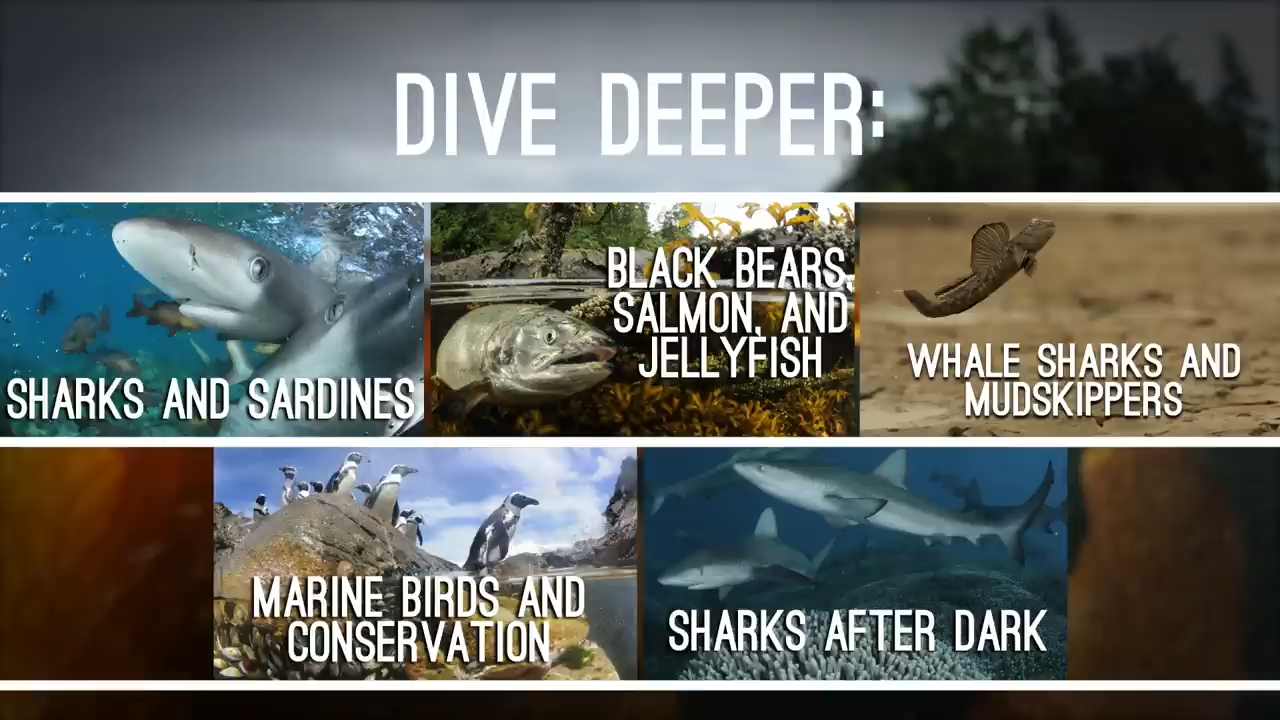 DIVE DEEPER:
SHARKS AND SARDINES
BLACK BEARS,
SALMON, AND
JELLYFISH
WHALE SHARKS AND
MUDSKIPPERS
MARINE BIRDS AND
CONSERVATION
SHARKS AFTER DARK